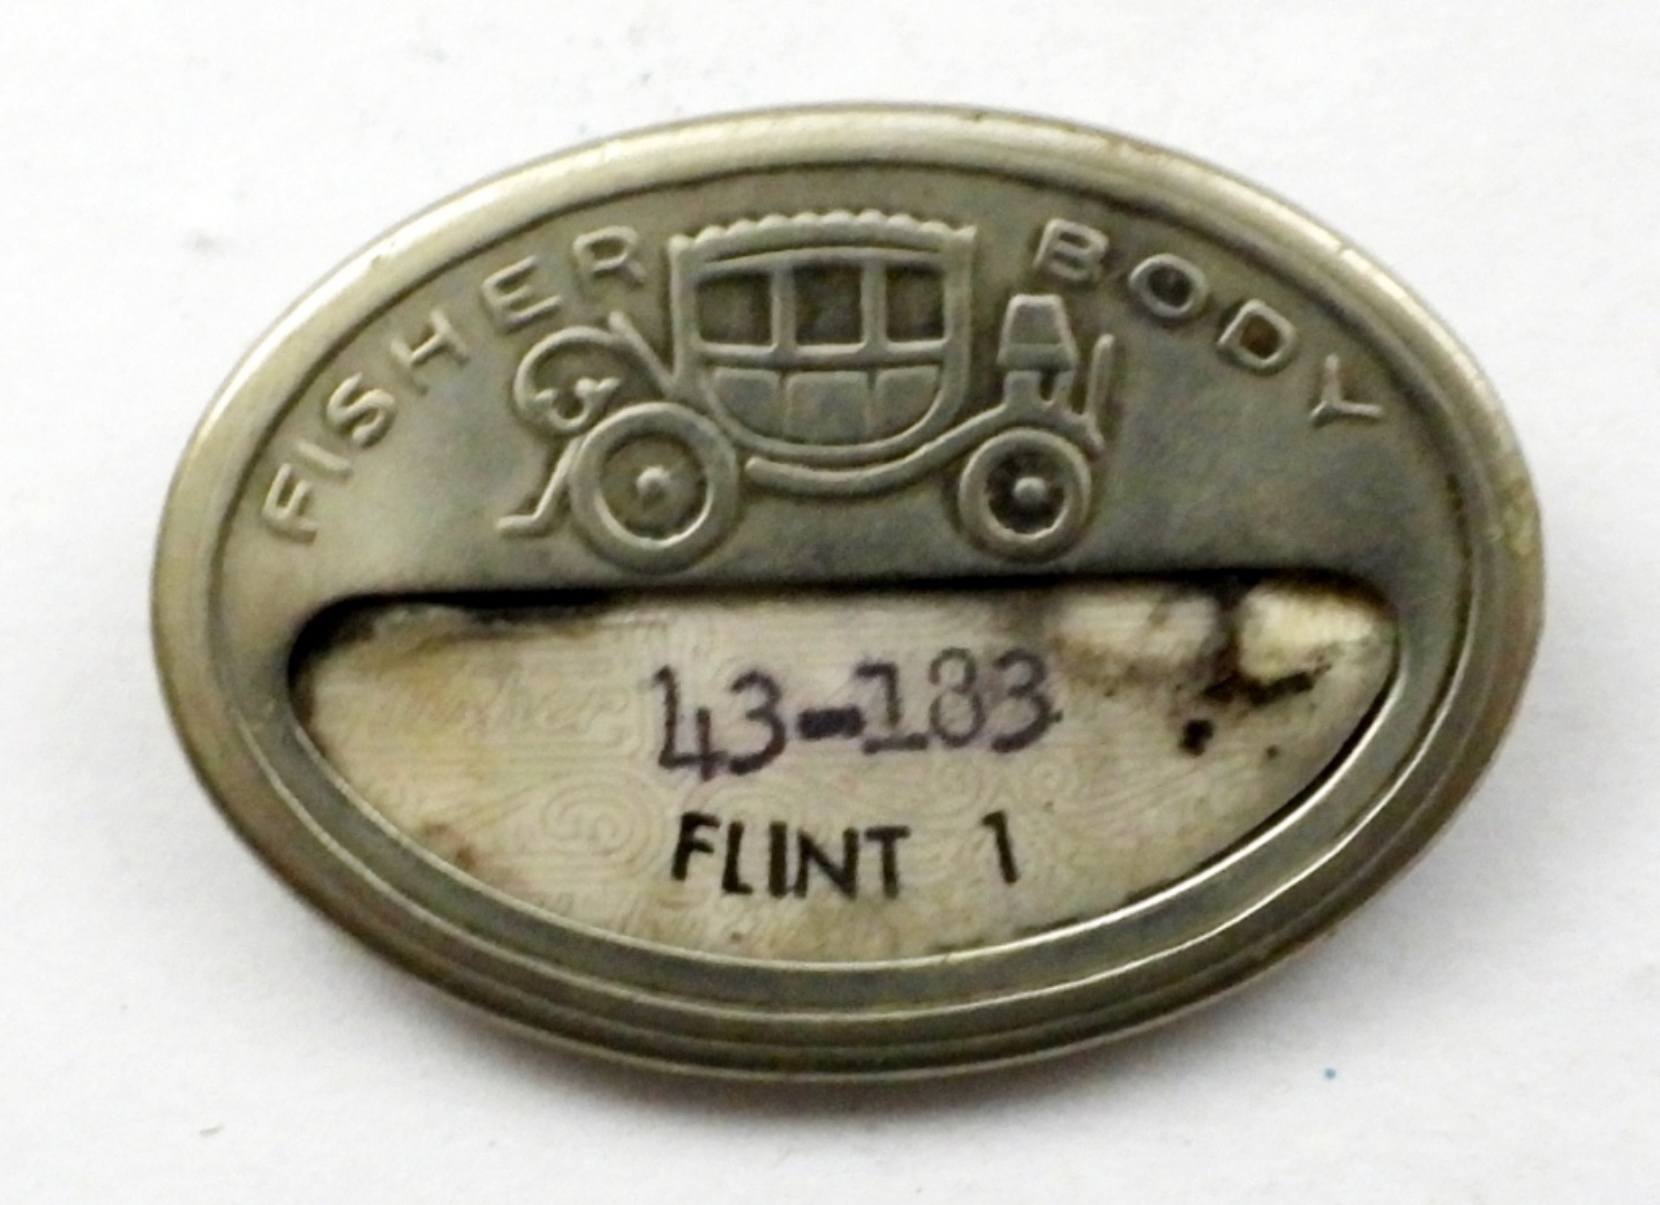 FISHER BODY
43-183
FLINT 1